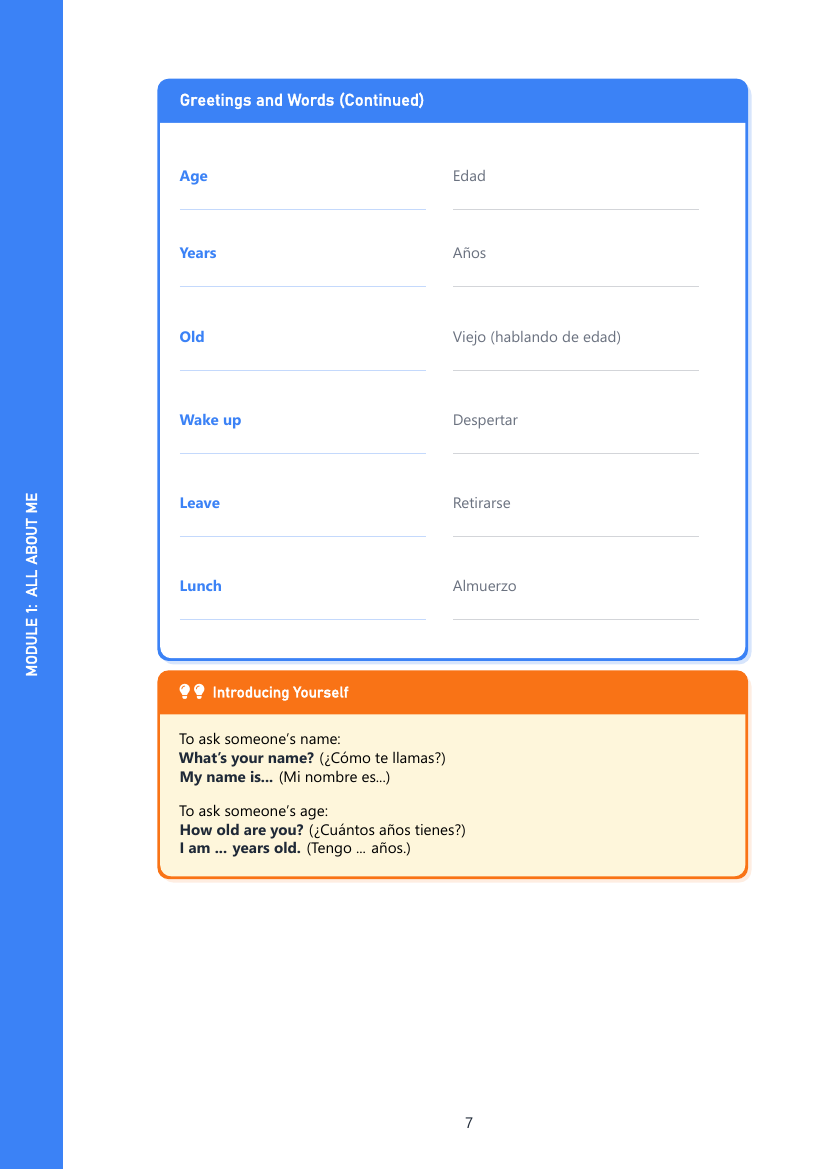 MODULE 1: ALL ABOUT ME
Greetings and Words (Continued)
Age Edad
Years Años
Old Viejo (hablando de edad)
Wake up Despertar
Leave Retirarse
Lunch Almuerzo
Introducing Yourself
To ask someone's name:
What's your name? (¿Cómo te llamas?)
My name is... (Mi nombre es...)
To ask someone's age:
How old are you? (¿Cuántos años tienes?)
I am ... years old. (Tengo ... años.)
7